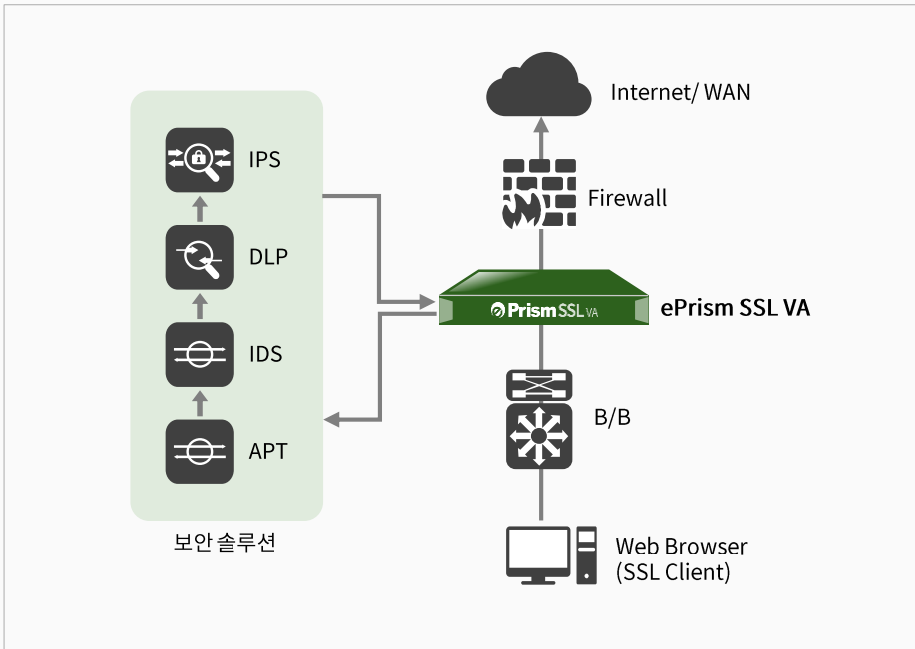 Internet/ WAN
IPS
Firewall
DLP
ePrism SSL VA
Prism SSL VA
IDS
B/B
APT
보안 솔루션
Web Browser
(SSL Client)